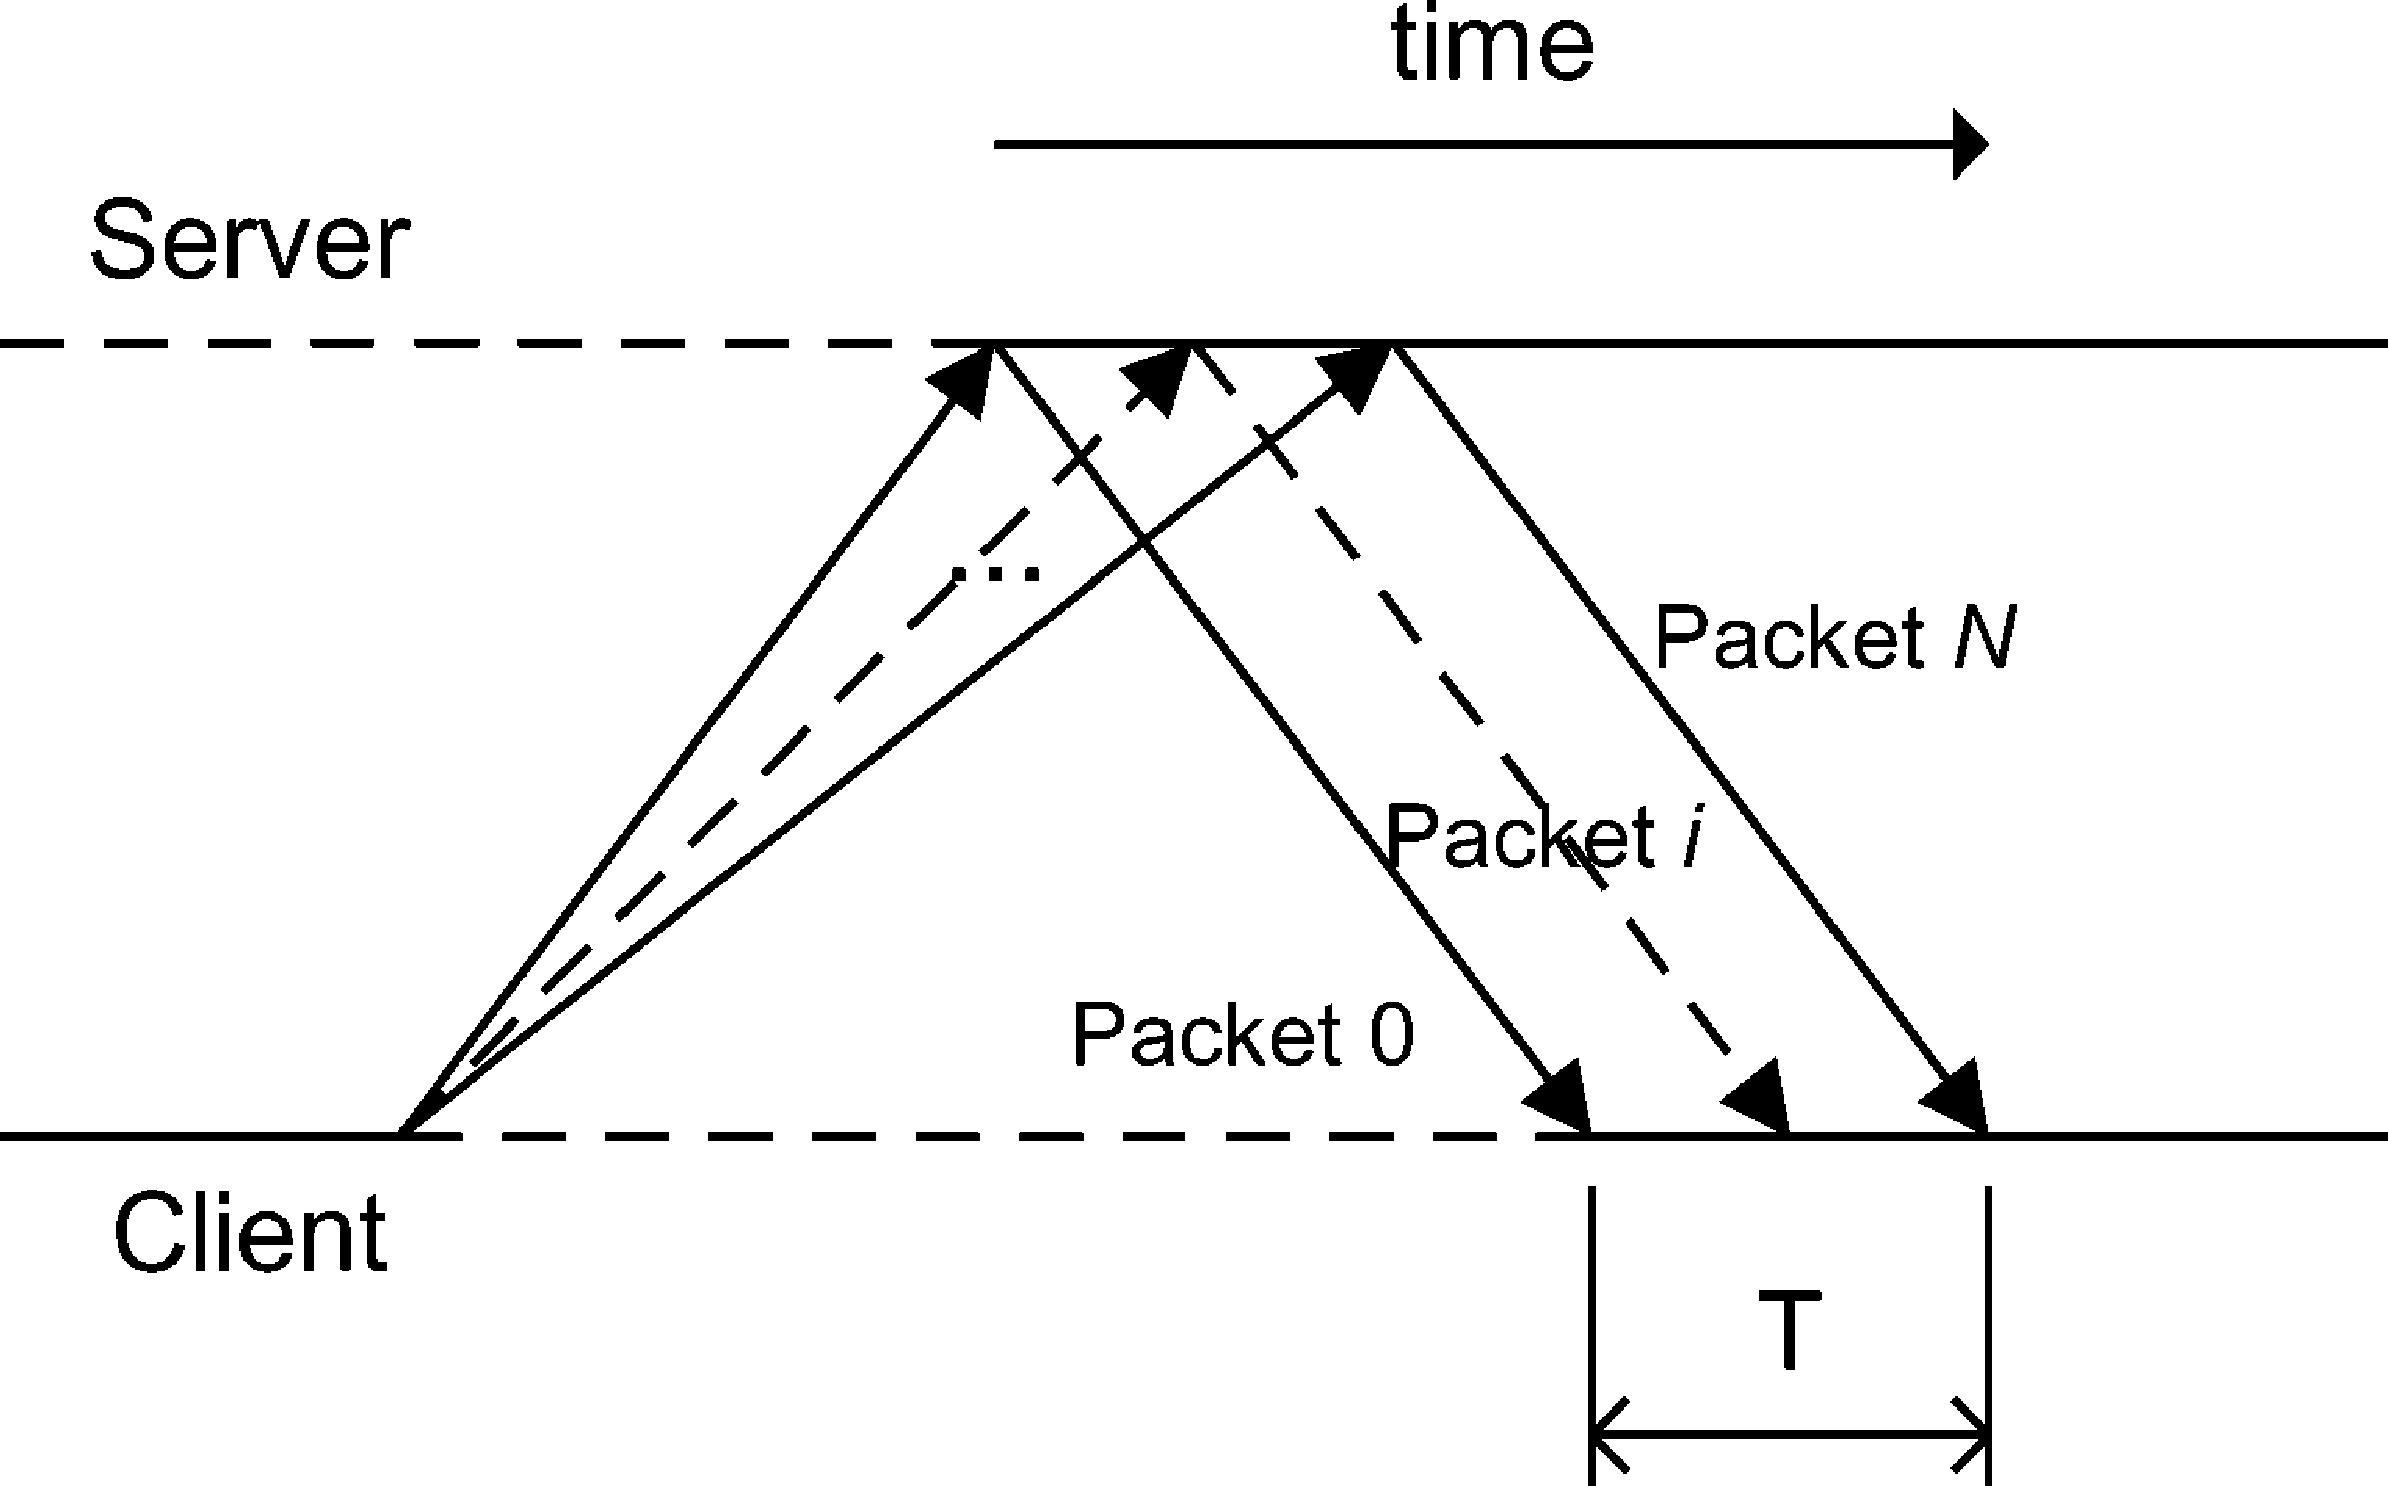 time
Server
...
Packet N
Packet i
Packet 0
Client
T